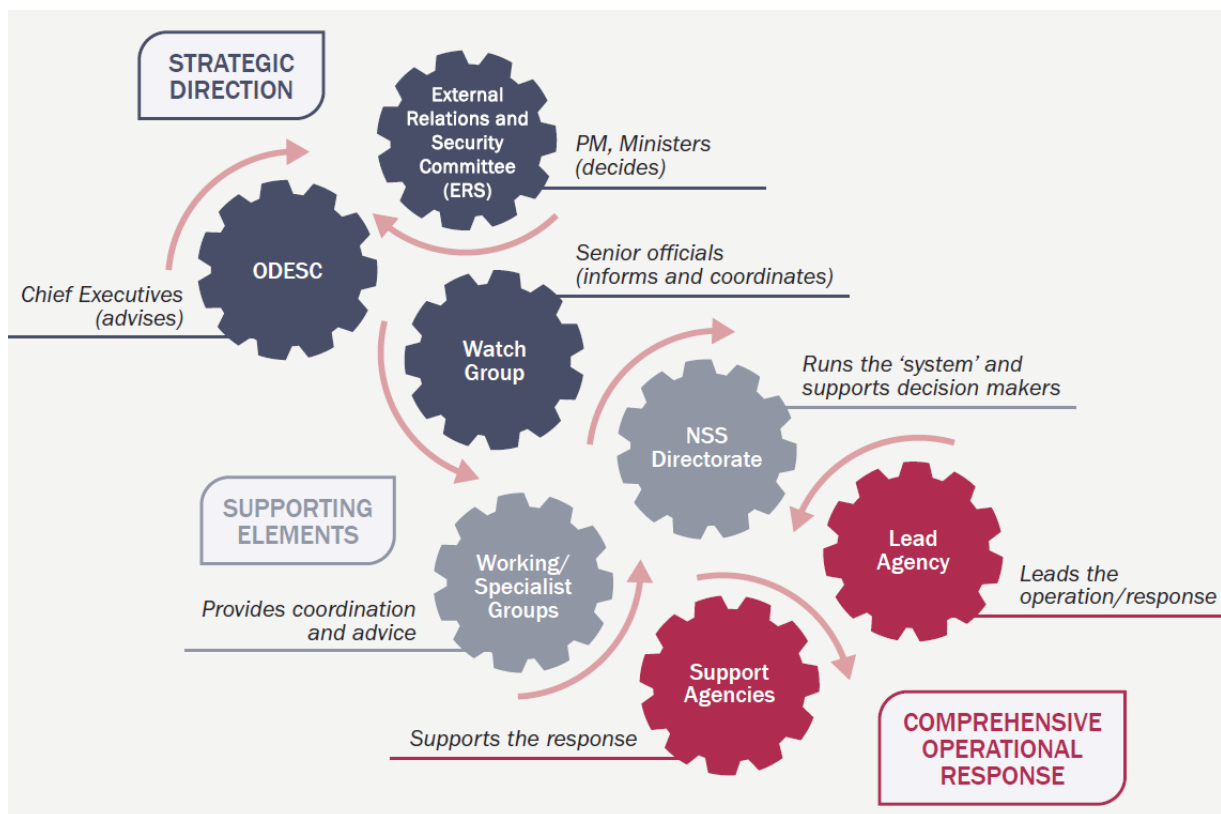 STRATEGIC
DIRECTION
External
Relations and
Security
Committee
(ERS)
PM, Ministers
(decides)
ODESC
Chief Executives
(advises)
Senior officials
(informs and coordinates)
Watch
Group
Runs the ‘system’ and
supports decision makers
NSS
Directorate
SUPPORTING
ELEMENTS
Working/
Specialist
Groups
Provides coordination
and advice
Lead
Agency
Leads the
operation/response
Support
Agencies
Supports the response
COMPREHENSIVE
OPERATIONAL
RESPONSE